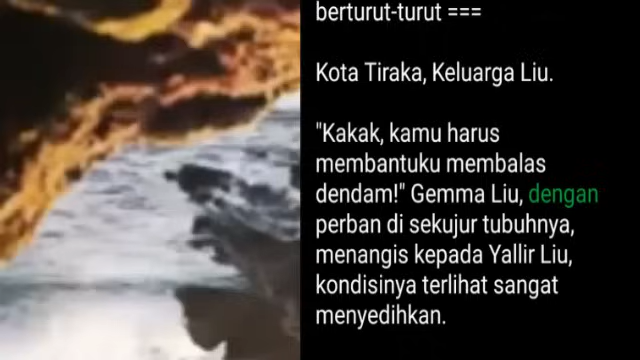 berturut-turut ===
Kota Tiraka, Keluarga Liu.
"Kakak, kamu harus
membantuku membalas
dendam!" Gemma Liu, dengan
perban di sekujur tubuhnya,
menangis kepada Yallir Liu,
kondisinya terlihat sangat
menyedihkan.